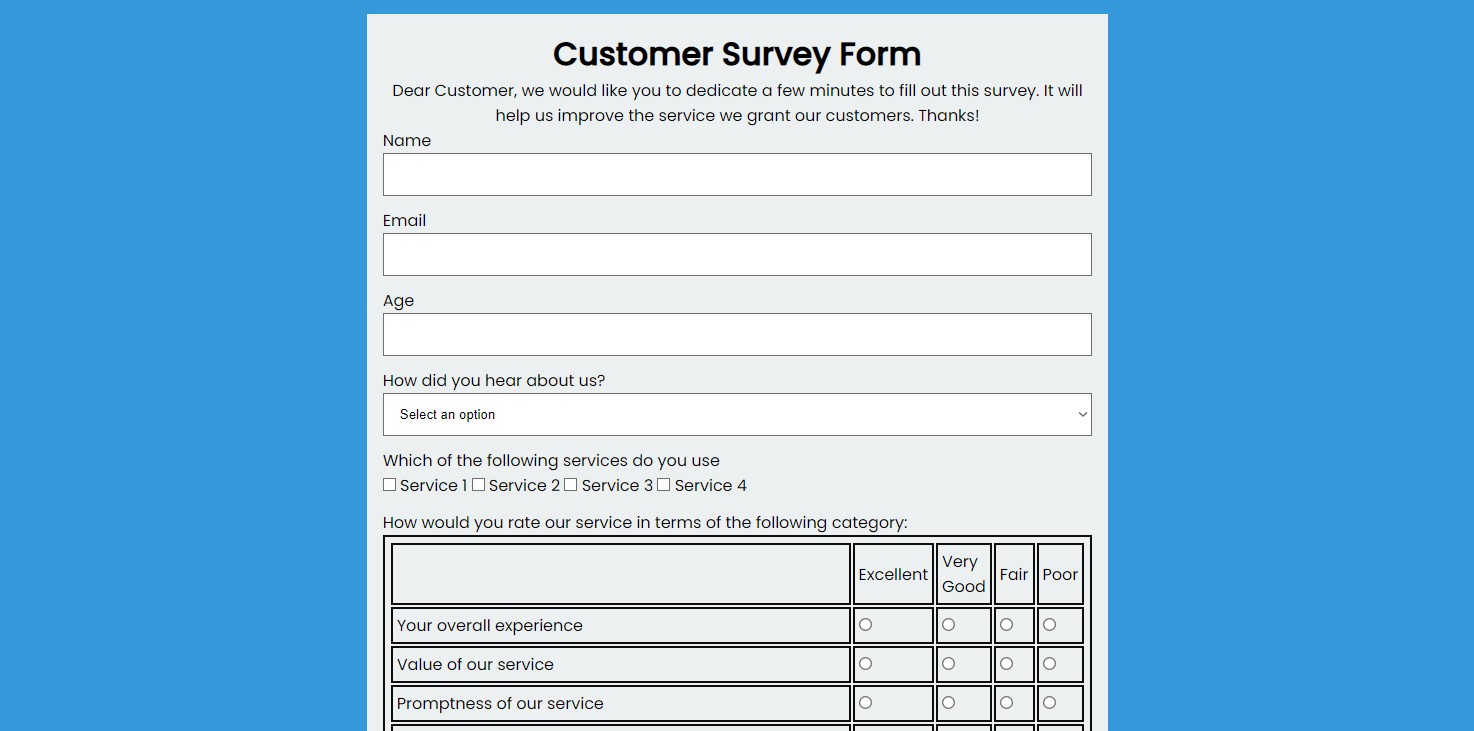 Customer Survey Form
Dear Customer, we would like you to dedicate a few minutes to fill out this survey. It will
help us improve the service we grant our customers. Thanks!
Name
Email
Age
How did you hear about us?
Select an option
Which of the following services do you use
Service 1 Service 2 Service 3 Service 4
How would you rate our service in terms of the following category:
Excellent Very Good Fair Poor
Your overall experience
Value of our service
Promptness of our service